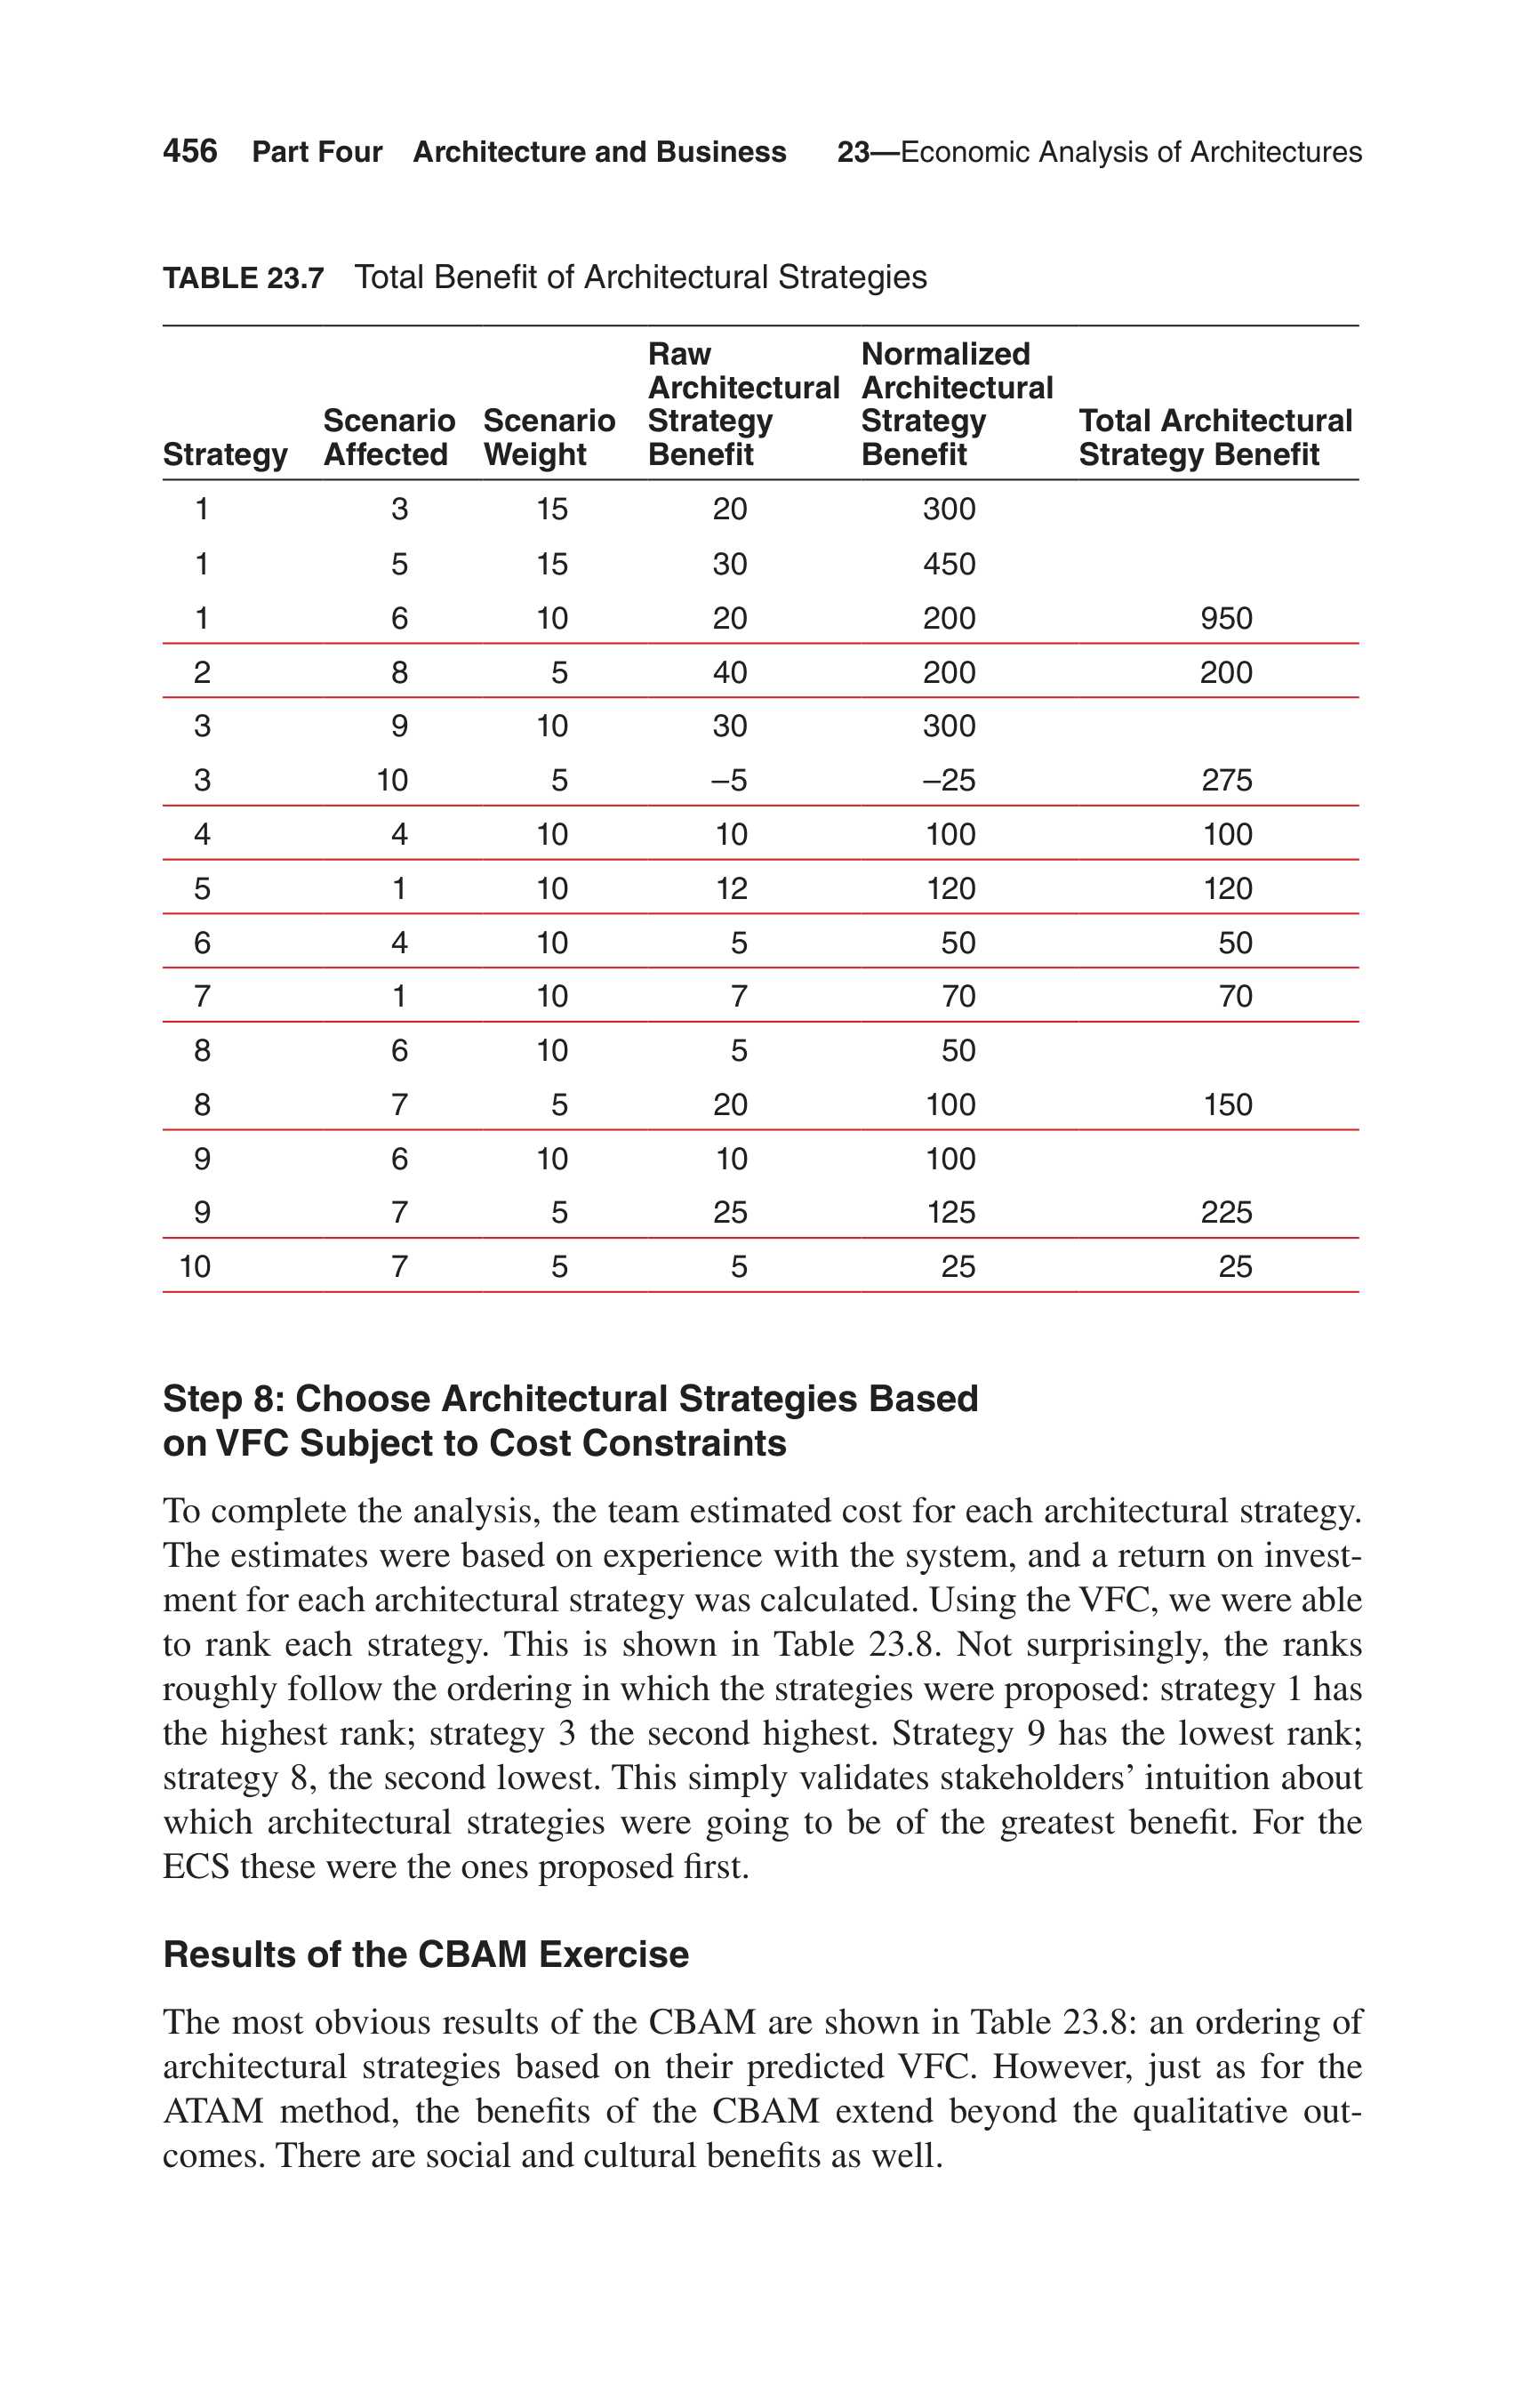 456 Part Four Architecture and Business 23—Economic Analysis of Architectures
TABLE 23.7 Total Benefit of Architectural Strategies
Strategy Scenario Affected Scenario Weight Raw Architectural Strategy Benefit Normalized Architectural Strategy Benefit Total Architectural Strategy Benefit
1 3 15 20 300
1 5 15 30 450
1 6 10 20 200 950
2 8 5 40 200 200
3 9 10 30 300
3 10 5 –5 –25 275
4 4 10 10 100 100
5 1 10 12 120 120
6 4 10 5 50 50
7 1 10 7 70 70
8 6 10 5 50
8 7 5 20 100 150
9 6 10 10 100
9 7 5 25 125 225
10 7 5 5 25 25
Step 8: Choose Architectural Strategies Based
on VFC Subject to Cost Constraints
To complete the analysis, the team estimated cost for each architectural strategy.
The estimates were based on experience with the system, and a return on invest-
ment for each architectural strategy was calculated. Using the VFC, we were able
to rank each strategy. This is shown in Table 23.8. Not surprisingly, the ranks
roughly follow the ordering in which the strategies were proposed: strategy 1 has
the highest rank; strategy 3 the second highest. Strategy 9 has the lowest rank;
strategy 8, the second lowest. This simply validates stakeholders’ intuition about
which architectural strategies were going to be of the greatest benefit. For the
ECS these were the ones proposed first.
Results of the CBAM Exercise
The most obvious results of the CBAM are shown in Table 23.8: an ordering of
architectural strategies based on their predicted VFC. However, just as for the
ATAM method, the benefits of the CBAM extend beyond the qualitative out-
comes. There are social and cultural benefits as well.